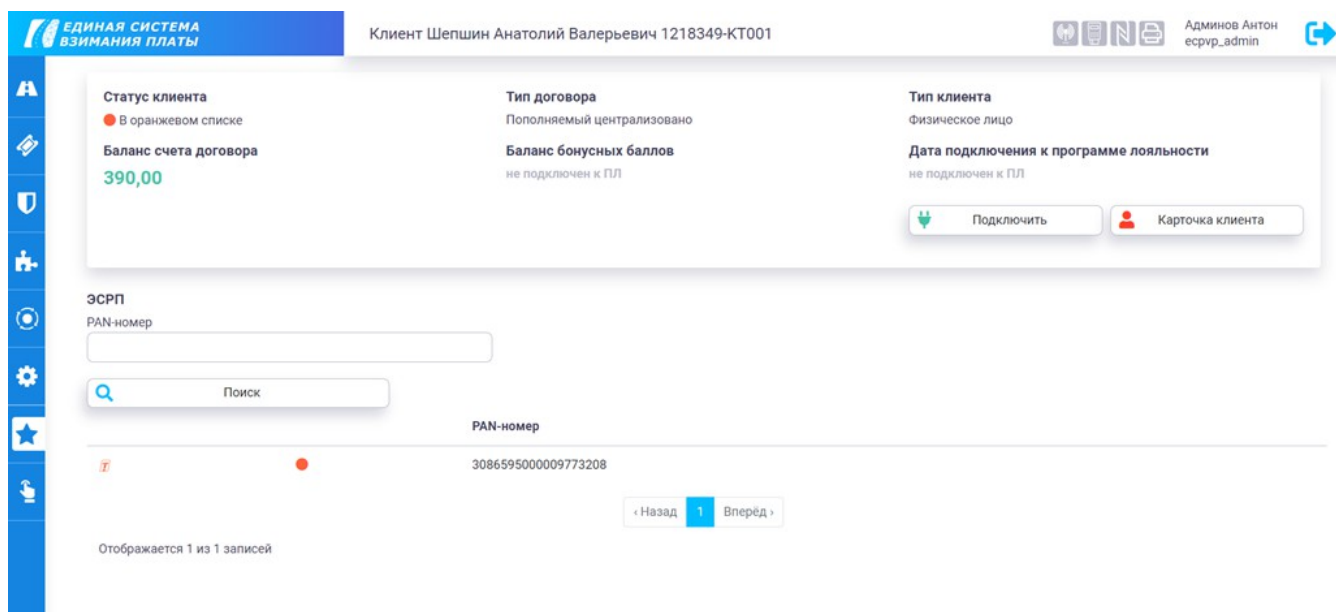 ЕДИНАЯ СИСТЕМА
ВЗИМАНИЯ ПЛАТЫ
Клиент Шепшин Анатолий Валерьевич 1218349-КТ001
Админов Антон
ecpvp_admin
Статус клиента
В оранжевом списке
Тип договора
Пополняемый централизовано
Тип клиента
Физическое лицо
Баланс счета договора
390,00
Баланс бонусных баллов
не подключен к ПЛ
Дата подключения к программе лояльности
не подключен к ПЛ
Подключить
Карточка клиента
ЭСРП
PAN-номер
Поиск
PAN-номер
T
3086595000009773208
‹ Назад 1 Вперёд ›
Отображается 1 из 1 записей